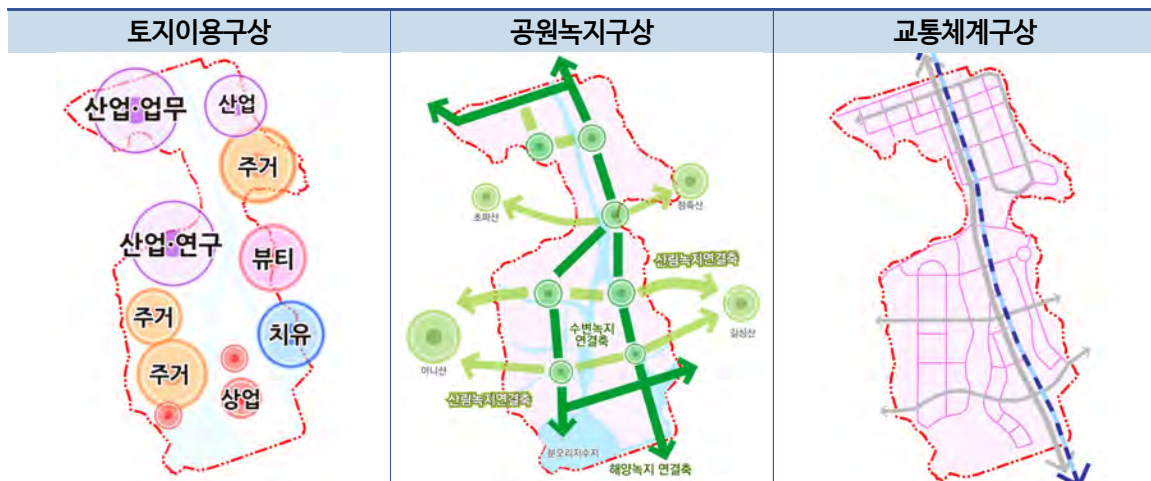 토지이용구상
공원녹지구상
교통체계구상
산업·업무
산업
주거
산업·연구
뷰티
주거
치유
주거
상업
초피산
정족산
산림녹지연결축
수변녹지
연결축
길상산
마니산
산림녹지연결축
분오리저수지
해양녹지 연결축